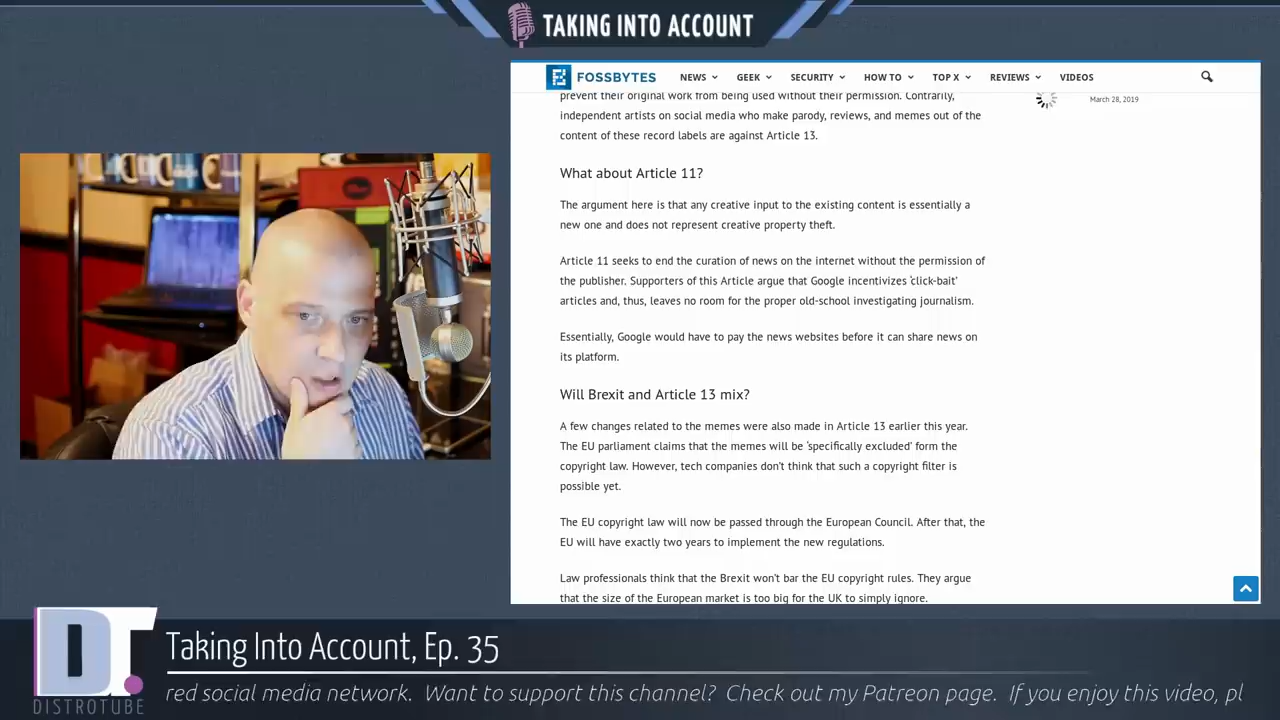 TAKING INTO ACCOUNT
FOSSBYTES NEWS GEEK SECURITY HOW TO TOP X REVIEWS VIDEOS
prevent their original work from being used without their permission. Contrarily,
independent artists on social media who make parody, reviews, and memes out of the
content of these record labels are against Article 13.
March 28, 2019
What about Article 11?
The argument here is that any creative input to the existing content is essentially a
new one and does not represent creative property theft.
Article 11 seeks to end the curation of news on the internet without the permission of
the publisher. Supporters of this Article argue that Google incentivizes 'click-bait'
articles and, thus, leaves no room for the proper old-school investigating journalism.
Essentially, Google would have to pay the news websites before it can share news on
its platform.
Will Brexit and Article 13 mix?
A few changes related to the memes were also made in Article 13 earlier this year.
The EU parliament claims that the memes will be 'specifically excluded' form the
copyright law. However, tech companies don't think that such a copyright filter is
possible yet.
The EU copyright law will now be passed through the European Council. After that, the
EU will have exactly two years to implement the new regulations.
Law professionals think that the Brexit won't bar the EU copyright rules. They argue
that the size of the European market is too big for the UK to simply ignore.
DT
DISTROTUBE
Taking Into Account, Ep. 35
red social media network. Want to support this channel? Check out my Patreon page. If you enjoy this video, pl